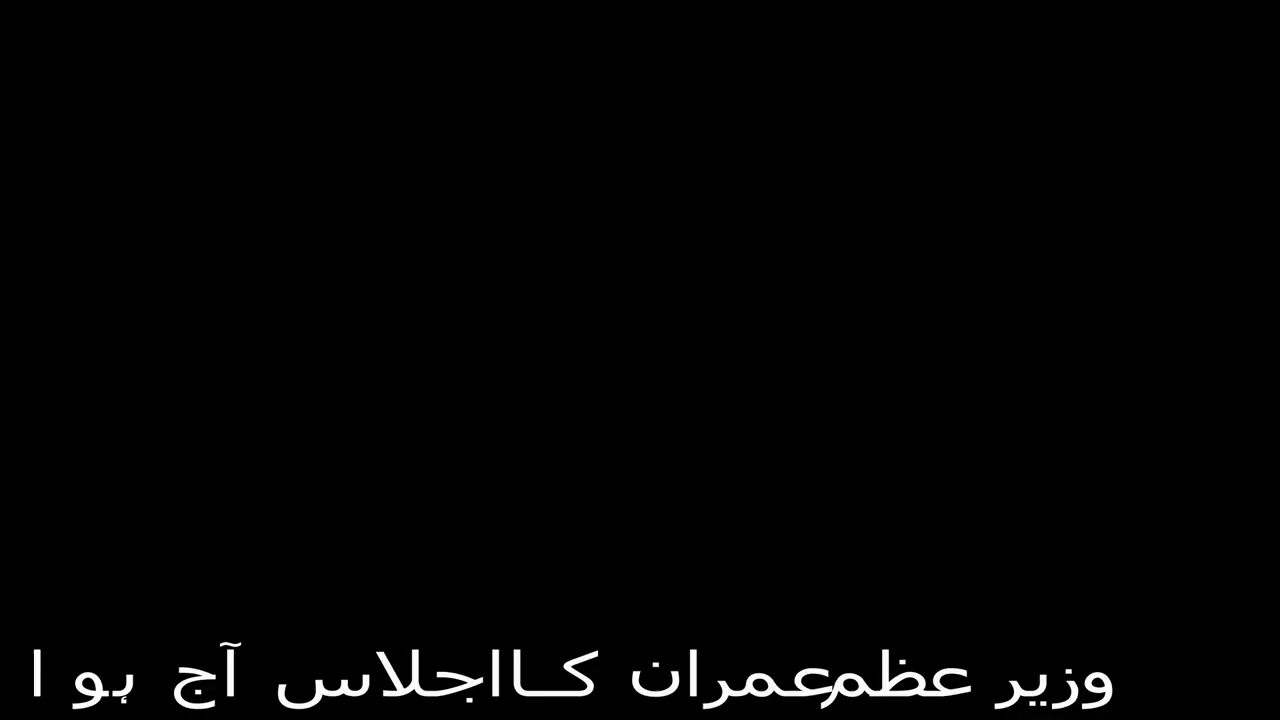 وزیر عظم عمران کا اجلاس آج ہو ا